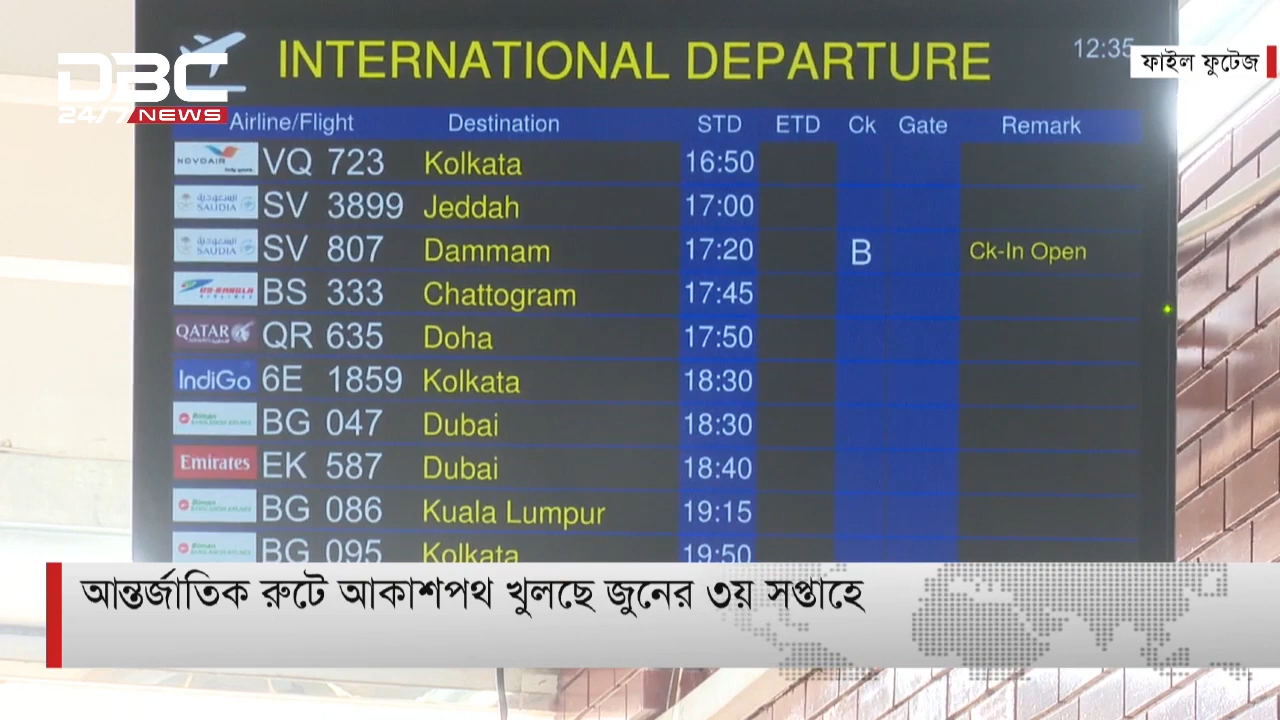 INTERNATIONAL DEPARTURE 12:35
DBC
24/7 NEWS
ফাইল ফুটেজ
Airline/Flight Destination STD ETD Ck Gate Remark
NOVOAIR VQ 723 Kolkata 16:50
SAUDIA SV 3899 Jeddah 17:00
SAUDIA SV 807 Dammam 17:20 B Ck-In Open
US-BANGLA AIRLINES BS 333 Chattogram 17:45
QATAR QR 635 Doha 17:50
IndiGo 6E 1859 Kolkata 18:30
Biman BG 047 Dubai 18:30
Emirates EK 587 Dubai 18:40
Biman BG 086 Kuala Lumpur 19:15
Biman BG 095 Kolkata 19:50
আন্তর্জাতিক রুটে আকাশপথ খুলছে জুনের ৩য় সপ্তাহে